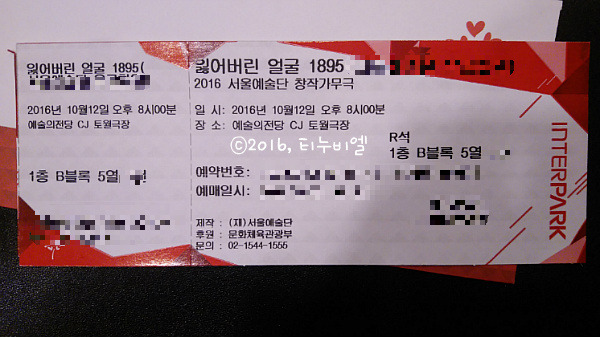 잃어버린 얼굴 1895(
2016년 10월12일 오후 8시00분
예술의전당 CJ 토월극장
1층 B블록 5열
잃어버린 얼굴 1895
2016 서울예술단 창작가무극
일 시: 2016년 10월12일 오후 8시00분
장 소: 예술의전당 CJ 토월극장
R석
1층 B블록 5열
예약번호:
예매일시:
제작 : (재)서울예술단
후원 : 문화체육관광부
문의 : 02-1544-1555
INTERPARK
©2016, 티누비엘